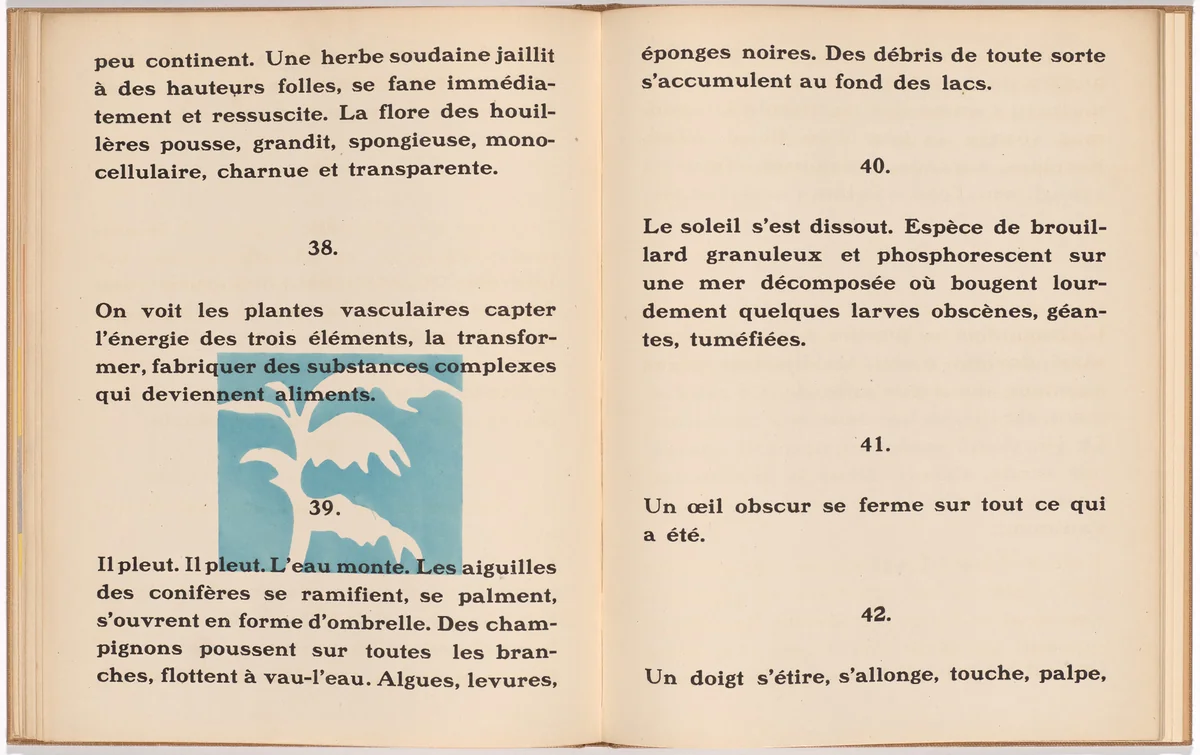 peu continent. Une herbe soudaine jaillit
à des hauteurs folles, se fane immédia-
tement et ressuscite. La flore des houil-
lères pousse, grandit, spongieuse, mono-
cellulaire, charnue et transparente.
38.
On voit les plantes vasculaires capter
l'énergie des trois éléments, la transfor-
mer, fabriquer des substances complexes
qui deviennent aliments.
39.
Il pleut. Il pleut. L'eau monte. Les aiguilles
des conifères se ramifient, se palment,
s'ouvrent en forme d'ombrelle. Des cham-
pignons poussent sur toutes les bran-
ches, flottent à vau-l'eau. Algues, levures,
éponges noires. Des débris de toute sorte
s'accumulent au fond des lacs.
40.
Le soleil s'est dissout. Espèce de brouil-
lard granuleux et phosphorescent sur
une mer décomposée où bougent lour-
dement quelques larves obscènes, géan-
tes, tuméfiées.
41.
Un œil obscur se ferme sur tout ce qui
a été.
42.
Un doigt s'étire, s'allonge, touche, palpe,